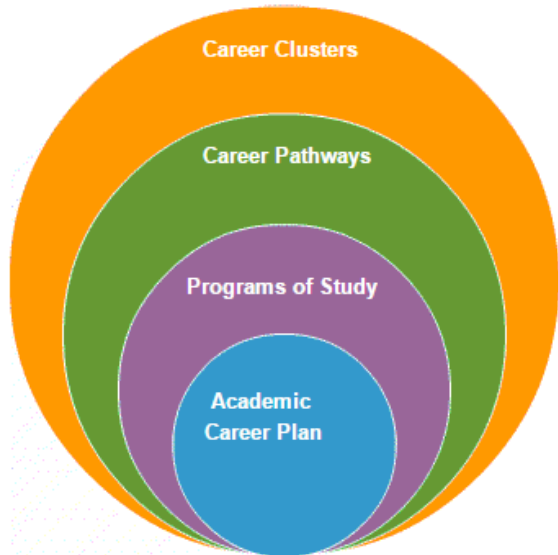 Career Clusters
Career Pathways
Programs of Study
Academic
Career Plan